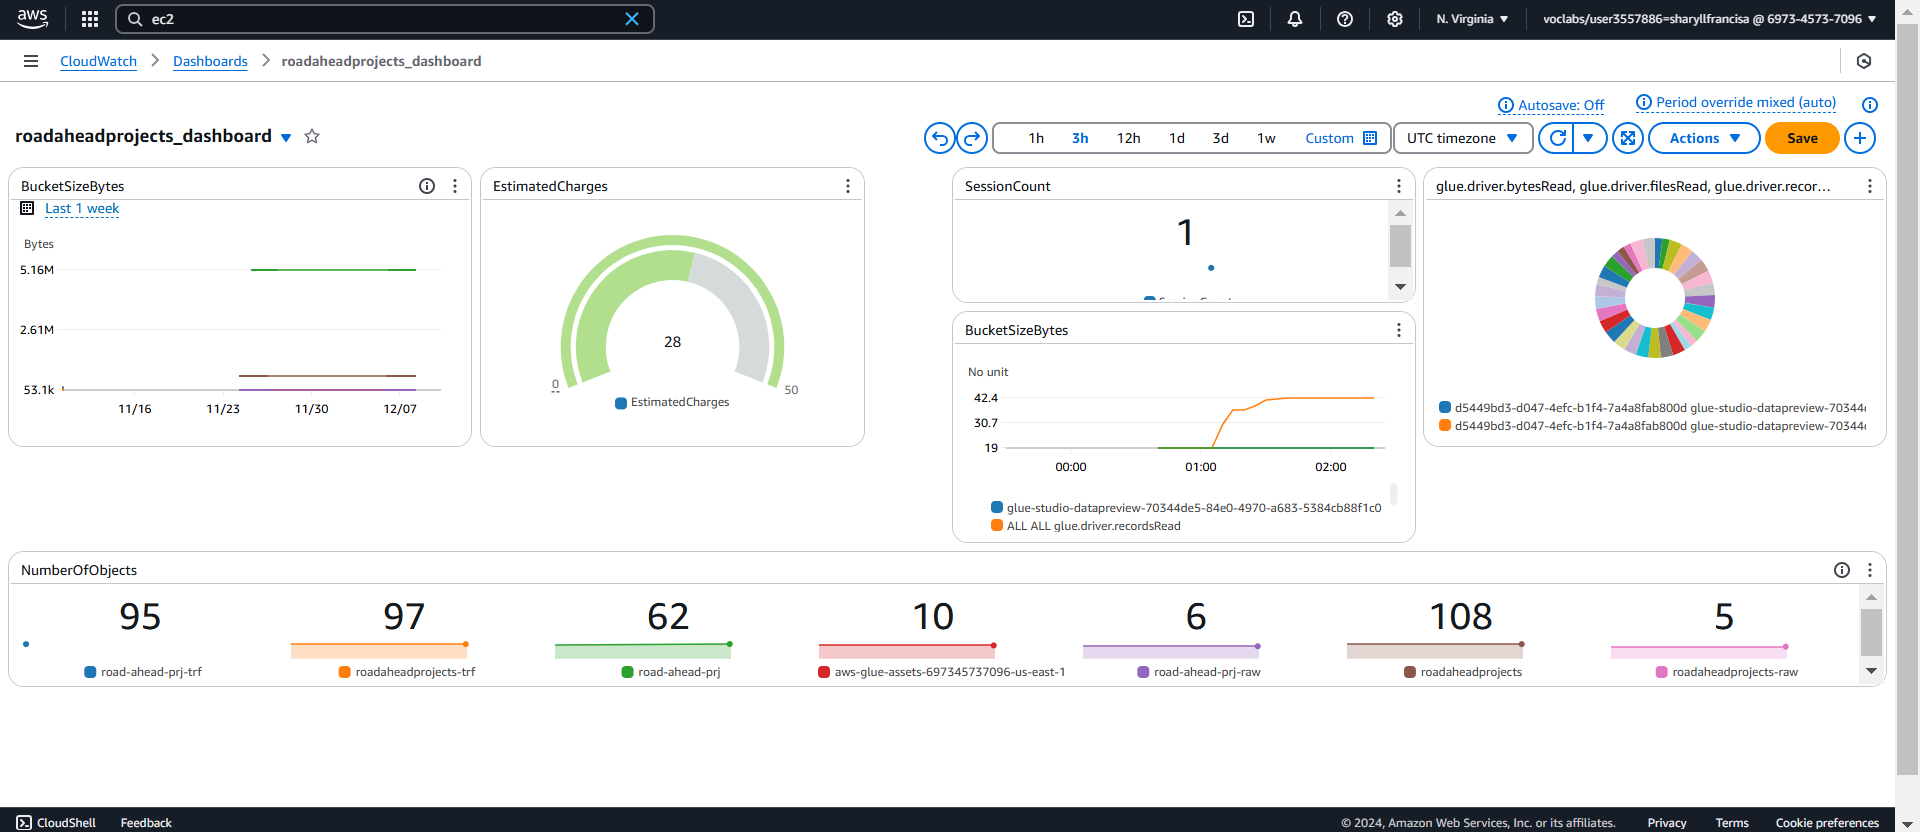 aws
ec2
N. Virginia
voclabs/user3557886=sharyllfrancisa @ 6973-4573-7096
CloudWatch
Dashboards
roadaheadprojects_dashboard
Autosave: Off
Period override mixed (auto)
roadaheadprojects_dashboard
1h 3h 12h 1d 3d 1w Custom
UTC timezone
Actions
Save
BucketSizeBytes
Last 1 week
Bytes
5.16M
2.61M
53.1k
11/16 11/23 11/30 12/07
EstimatedCharges
28
0
--
50
EstimatedCharges
SessionCount
1
BucketSizeBytes
No unit
42.4
30.7
19
00:00 01:00 02:00
glue-studio-datapreview-70344de5-84e0-4970-a683-5384cb88f1c0
ALL ALL glue.driver.recordsRead
glue.driver.bytesRead, glue.driver.filesRead, glue.driver.recor...
d5449bd3-d047-4efc-b1f4-7a4a8fab800d glue-studio-datapreview-70344
d5449bd3-d047-4efc-b1f4-7a4a8fab800d glue-studio-datapreview-70344
NumberOfObjects
95 97 62 10 6 108 5
road-ahead-prj-trf roadaheadprojects-trf road-ahead-prj aws-glue-assets-697345737096-us-east-1 road-ahead-prj-raw roadaheadprojects roadaheadprojects-raw
CloudShell
Feedback
© 2024, Amazon Web Services, Inc. or its affiliates.
Privacy
Terms
Cookie preferences